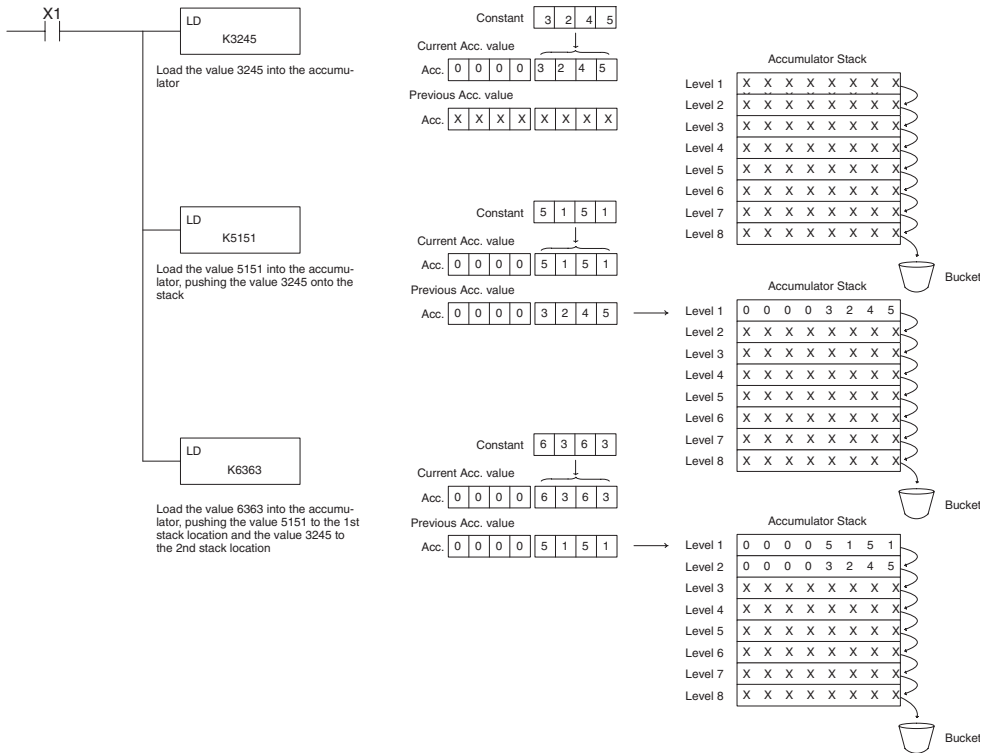 X1
LD
K3245
Load the value 3245 into the accumu-
lator
Constant 3 2 4 5
Current Acc. value
Acc. 0 0 0 0 3 2 4 5
Previous Acc. value
Acc. X X X X X X X X
Accumulator Stack
Level 1 X X X X X X X X
Level 2 X X X X X X X X
Level 3 X X X X X X X X
Level 4 X X X X X X X X
Level 5 X X X X X X X X
Level 6 X X X X X X X X
Level 7 X X X X X X X X
Level 8 X X X X X X X X
Bucket
LD
K5151
Load the value 5151 into the accumu-
lator, pushing the value 3245 onto the
stack
Constant 5 1 5 1
Current Acc. value
Acc. 0 0 0 0 5 1 5 1
Previous Acc. value
Acc. 0 0 0 0 3 2 4 5
Accumulator Stack
Level 1 0 0 0 0 3 2 4 5
Level 2 X X X X X X X X
Level 3 X X X X X X X X
Level 4 X X X X X X X X
Level 5 X X X X X X X X
Level 6 X X X X X X X X
Level 7 X X X X X X X X
Level 8 X X X X X X X X
Bucket
LD
K6363
Load the value 6363 into the accumu-
lator, pushing the value 5151 to the 1st
stack location and the value 3245 to
the 2nd stack location
Constant 6 3 6 3
Current Acc. value
Acc. 0 0 0 0 6 3 6 3
Previous Acc. value
Acc. 0 0 0 0 5 1 5 1
Accumulator Stack
Level 1 0 0 0 0 5 1 5 1
Level 2 0 0 0 0 3 2 4 5
Level 3 X X X X X X X X
Level 4 X X X X X X X X
Level 5 X X X X X X X X
Level 6 X X X X X X X X
Level 7 X X X X X X X X
Level 8 X X X X X X X X
Bucket